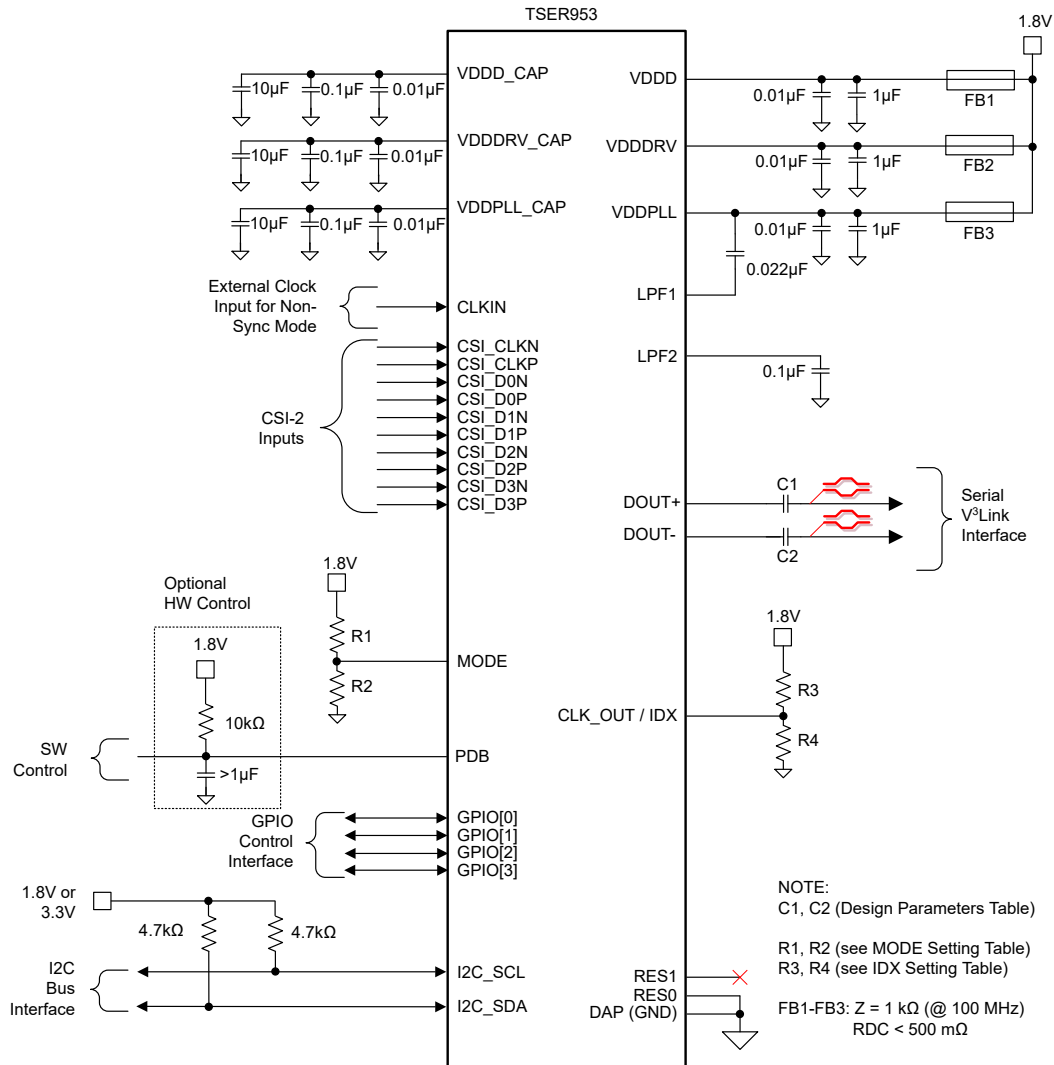 TSER953
1.8V
VDDD_CAP
10µF
0.1µF
0.01µF
VDDDRV_CAP
10µF
0.1µF
0.01µF
VDDPLL_CAP
10µF
0.1µF
0.01µF
External Clock
Input for Non-
Sync Mode
CLKIN
CSI-2
Inputs
CSI_CLKN
CSI_CLKP
CSI_D0N
CSI_D0P
CSI_D1N
CSI_D1P
CSI_D2N
CSI_D2P
CSI_D3N
CSI_D3P
Optional
HW Control
1.8V
R1
R2
MODE
1.8V
10kΩ
>1µF
SW
Control
PDB
GPIO
Control
Interface
GPIO[0]
GPIO[1]
GPIO[2]
GPIO[3]
1.8V or
3.3V
4.7kΩ
4.7kΩ
I2C
Bus
Interface
I2C_SCL
I2C_SDA
VDDD
0.01µF
1µF
FB1
VDDDRV
0.01µF
1µF
FB2
VDDPLL
0.01µF
1µF
FB3
0.022µF
LPF1
LPF2
0.1µF
DOUT+
C1
DOUT-
C2
Serial
V³Link
Interface
1.8V
R3
CLK_OUT / IDX
R4
RES1
RES0
DAP (GND)
NOTE:
C1, C2 (Design Parameters Table)
R1, R2 (see MODE Setting Table)
R3, R4 (see IDX Setting Table)
FB1-FB3: Z = 1 kΩ (@ 100 MHz)
RDC < 500 mΩ